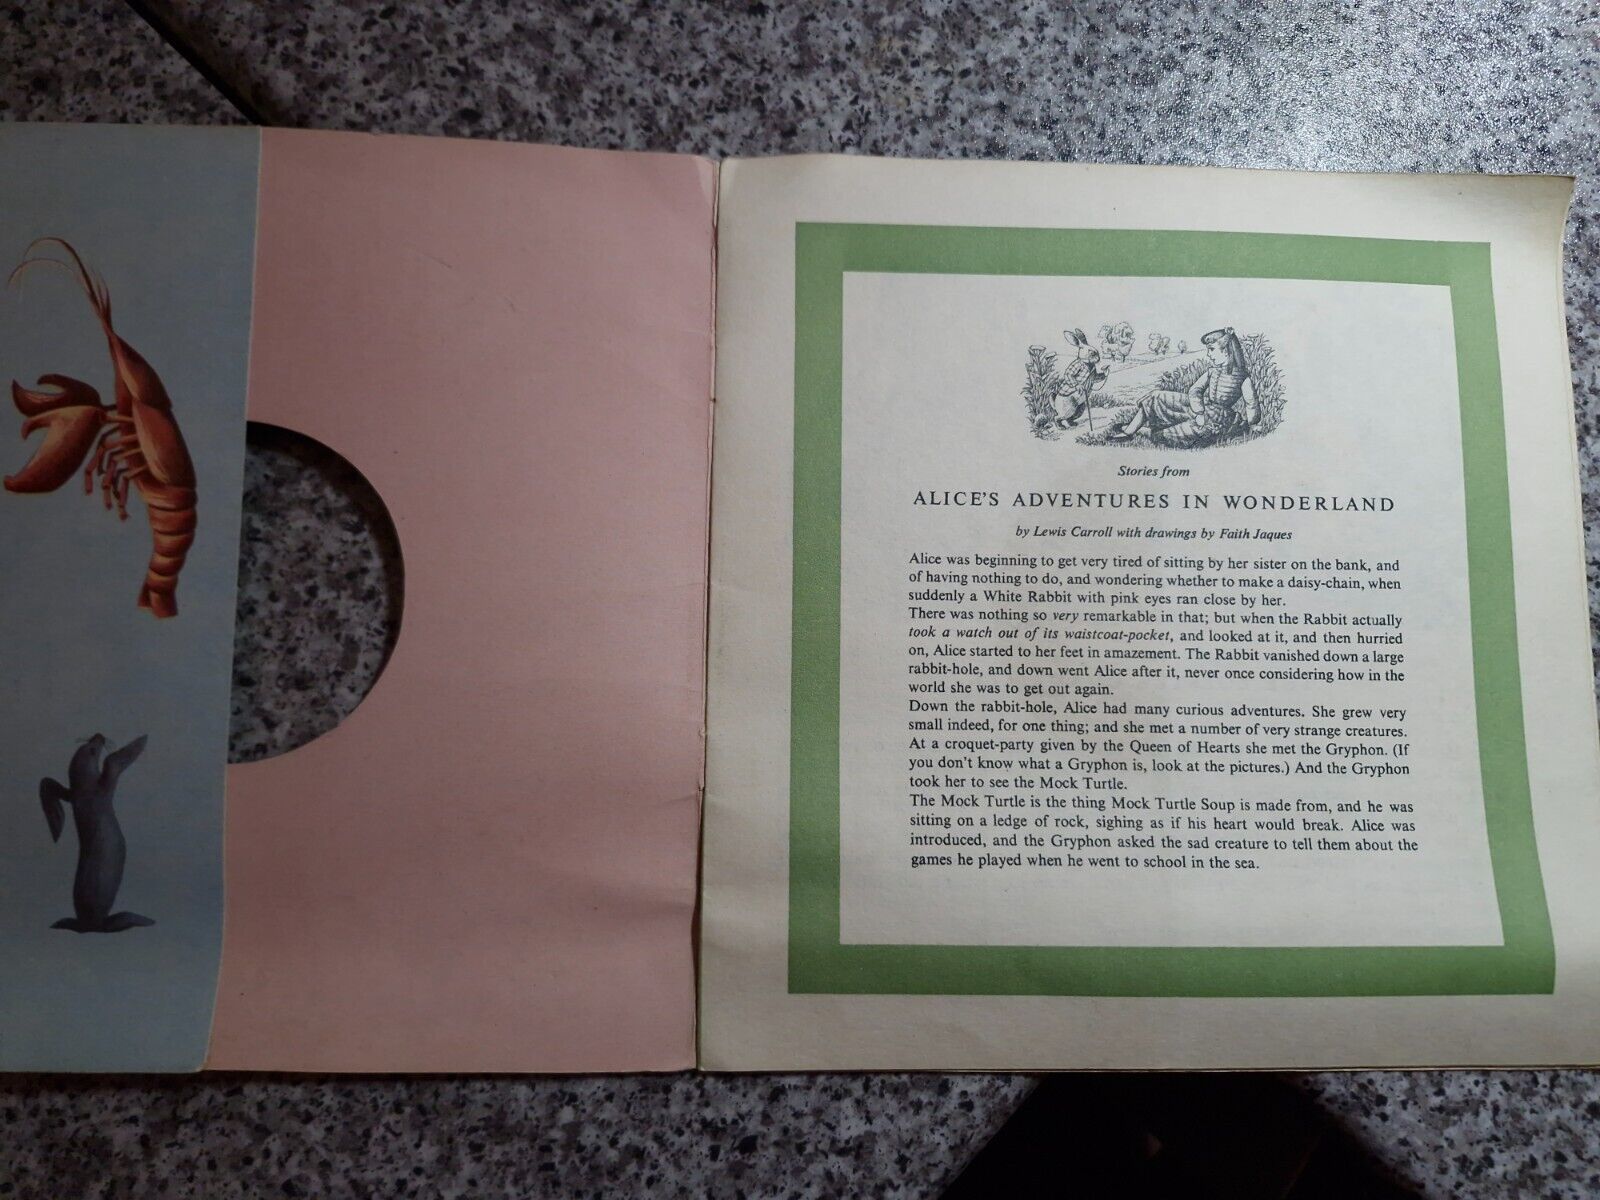 Stories from
ALICE'S ADVENTURES IN WONDERLAND
by Lewis Carroll with drawings by Faith Jaques
Alice was beginning to get very tired of sitting by her sister on the bank, and
of having nothing to do, and wondering whether to make a daisy-chain, when
suddenly a White Rabbit with pink eyes ran close by her.
There was nothing so very remarkable in that; but when the Rabbit actually
took a watch out of its waistcoat-pocket, and looked at it, and then hurried
on, Alice started to her feet in amazement. The Rabbit vanished down a large
rabbit-hole, and down went Alice after it, never once considering how in the
world she was to get out again.
Down the rabbit-hole, Alice had many curious adventures. She grew very
small indeed, for one thing; and she met a number of very strange creatures.
At a croquet-party given by the Queen of Hearts she met the Gryphon. (If
you don't know what a Gryphon is, look at the pictures.) And the Gryphon
took her to see the Mock Turtle.
The Mock Turtle is the thing Mock Turtle Soup is made from, and he was
sitting on a ledge of rock, sighing as if his heart would break. Alice was
introduced, and the Gryphon asked the sad creature to tell them about the
games he played when he went to school in the sea.